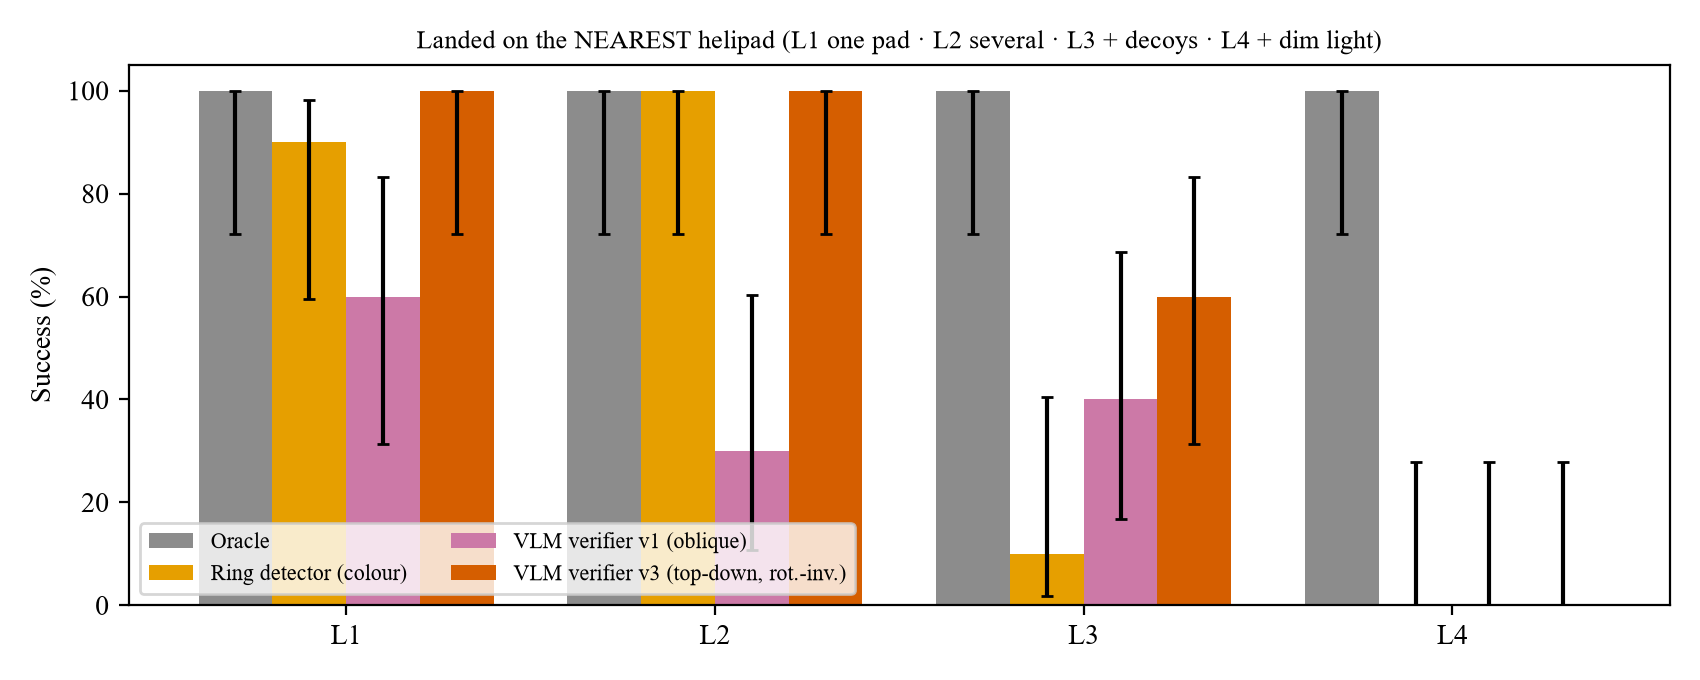 Landed on the NEAREST helipad (L1 one pad · L2 several · L3 + decoys · L4 + dim light)
Success (%)
100
80
60
40
20
0
Oracle
Ring detector (colour)
VLM verifier v1 (oblique)
VLM verifier v3 (top-down, rot.-inv.)
L1 L2 L3 L4